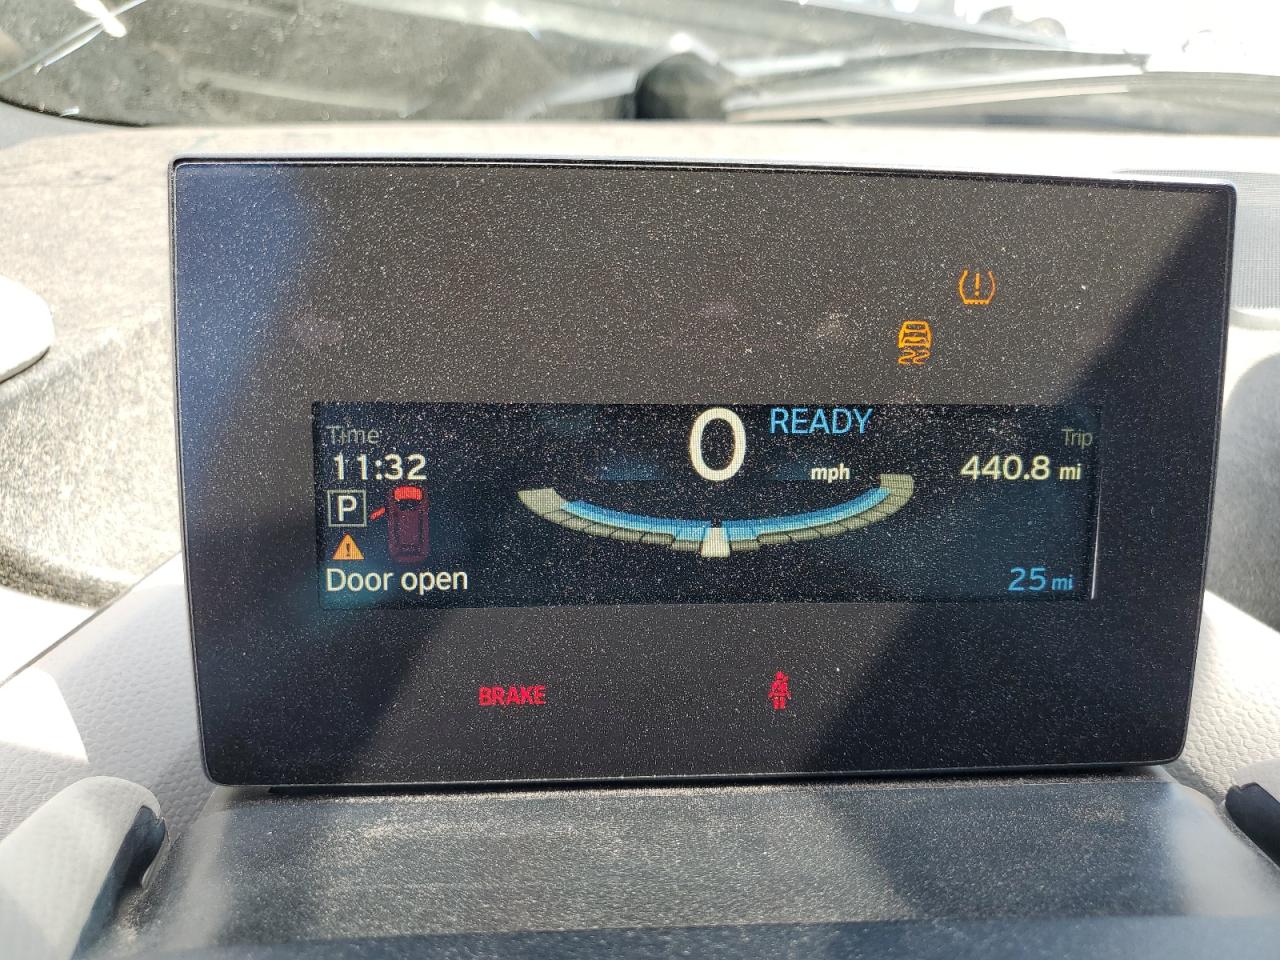 Time
11:32
P
Door open
0
READY
mph
Trip
440.8 mi
25 mi
BRAKE